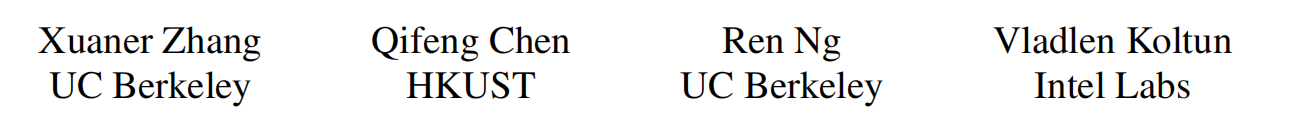 Xuaner Zhang Qifeng Chen Ren Ng Vladlen Koltun
UC Berkeley HKUST UC Berkeley Intel Labs